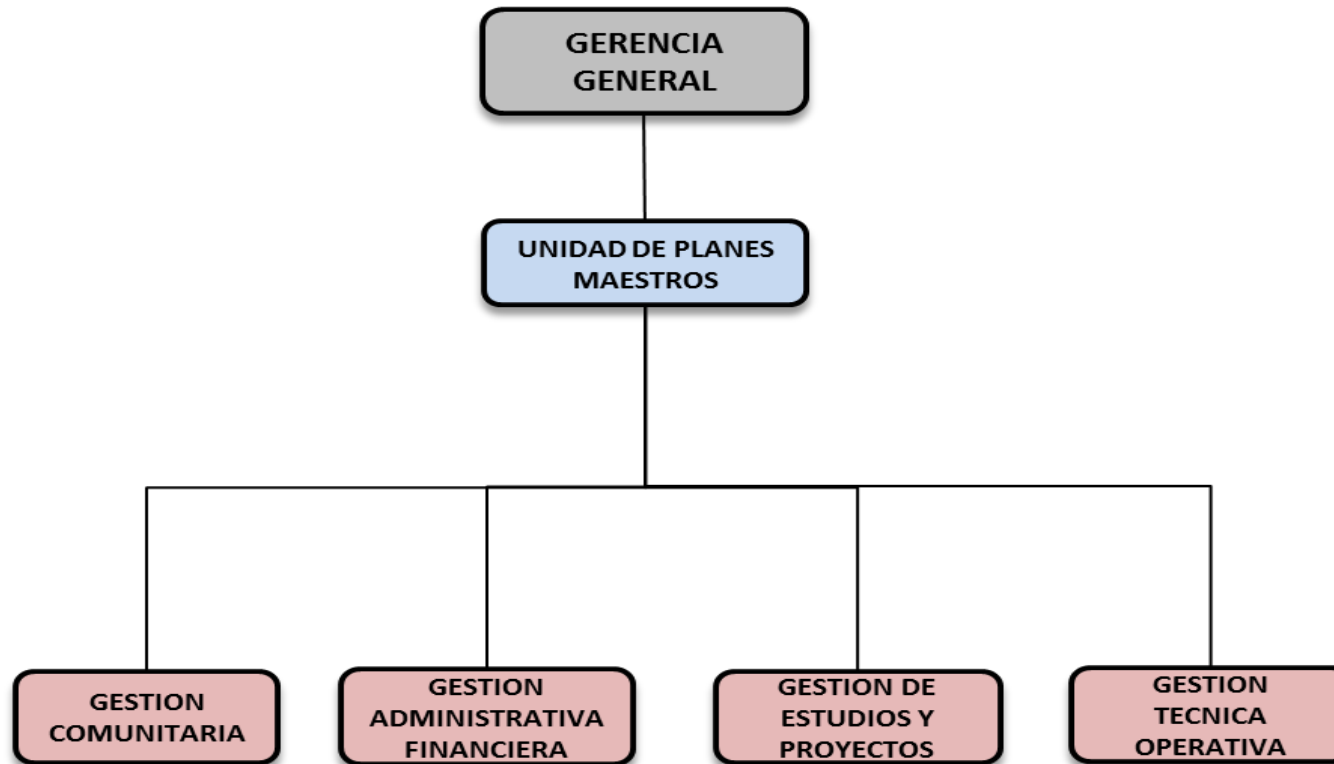 GERENCIA
GENERAL
UNIDAD DE PLANES
MAESTROS
GESTION
COMUNITARIA
GESTION
ADMINISTRATIVA
FINANCIERA
GESTION DE
ESTUDIOS Y
PROYECTOS
GESTION
TECNICA
OPERATIVA